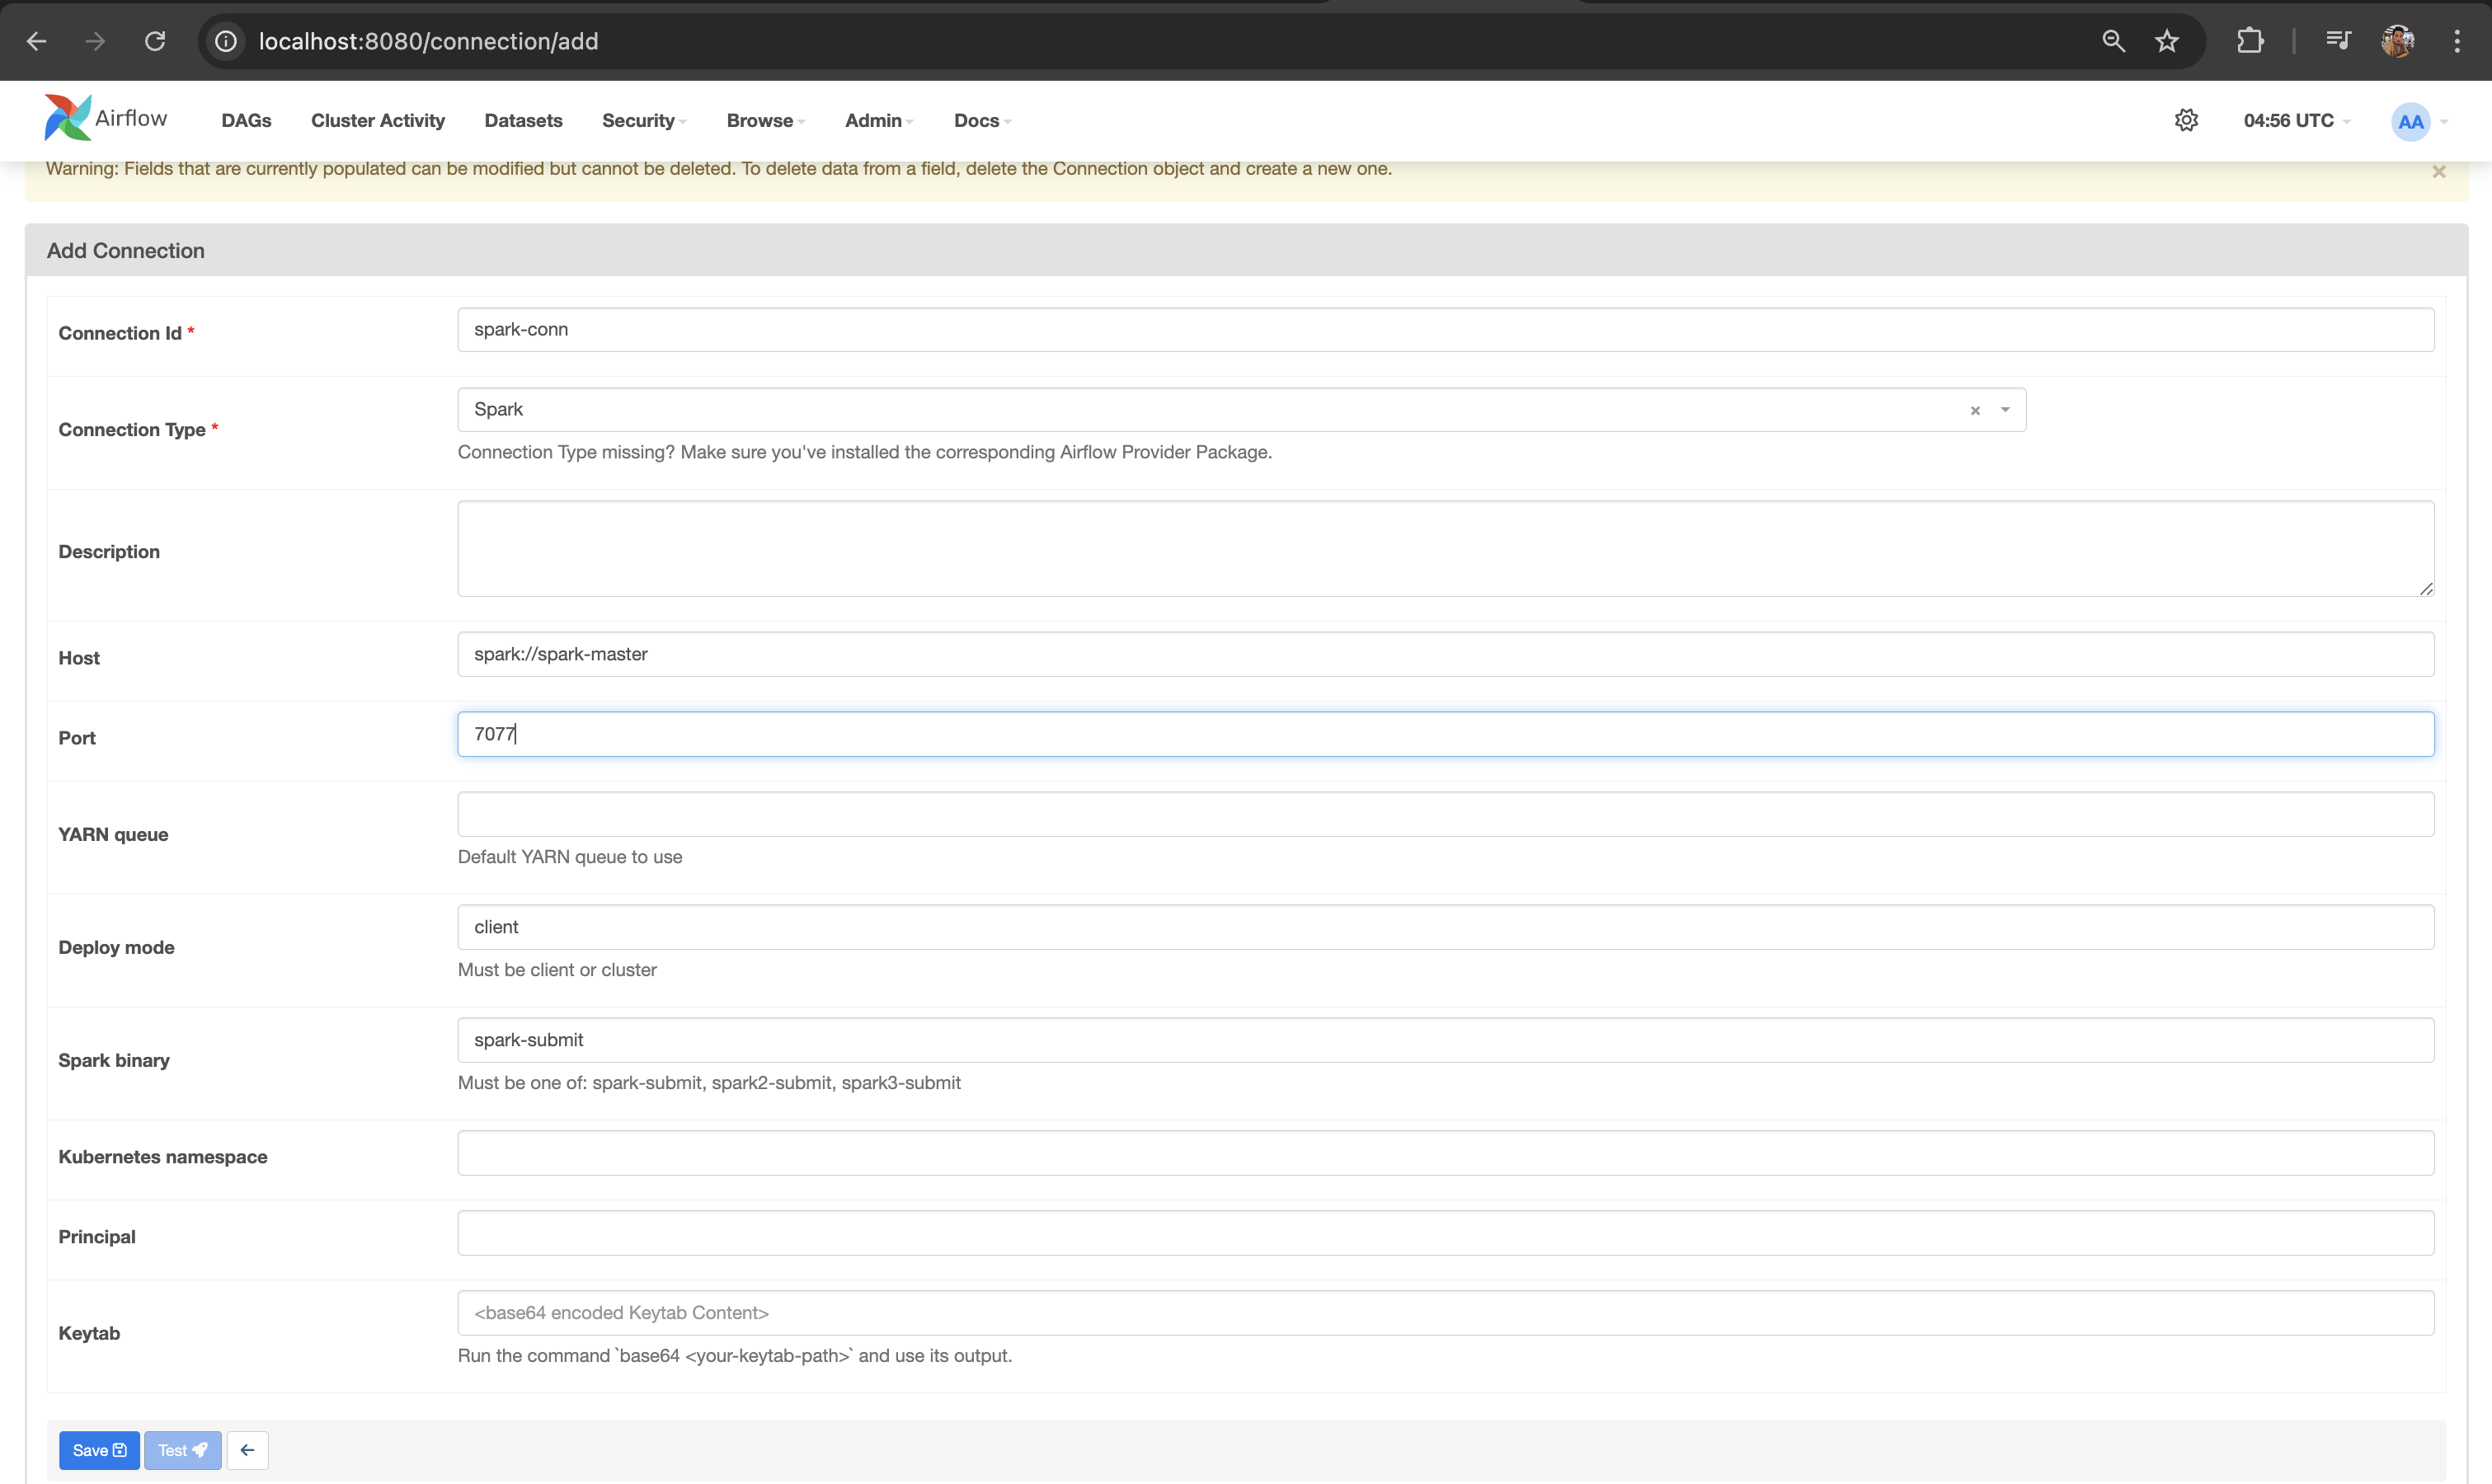 localhost:8080/connection/add
Airflow DAGs Cluster Activity Datasets Security Browse Admin Docs 04:56 UTC AA
Warning: Fields that are currently populated can be modified but cannot be deleted. To delete data from a field, delete the Connection object and create a new one. ×
Add Connection
Connection Id * spark-conn
Connection Type * Spark ×
Connection Type missing? Make sure you've installed the corresponding Airflow Provider Package.
Description
Host spark://spark-master
Port 7077
YARN queue
Default YARN queue to use
Deploy mode client
Must be client or cluster
Spark binary spark-submit
Must be one of: spark-submit, spark2-submit, spark3-submit
Kubernetes namespace
Principal
Keytab <base64 encoded Keytab Content>
Run the command `base64 <your-keytab-path>` and use its output.
Save Test